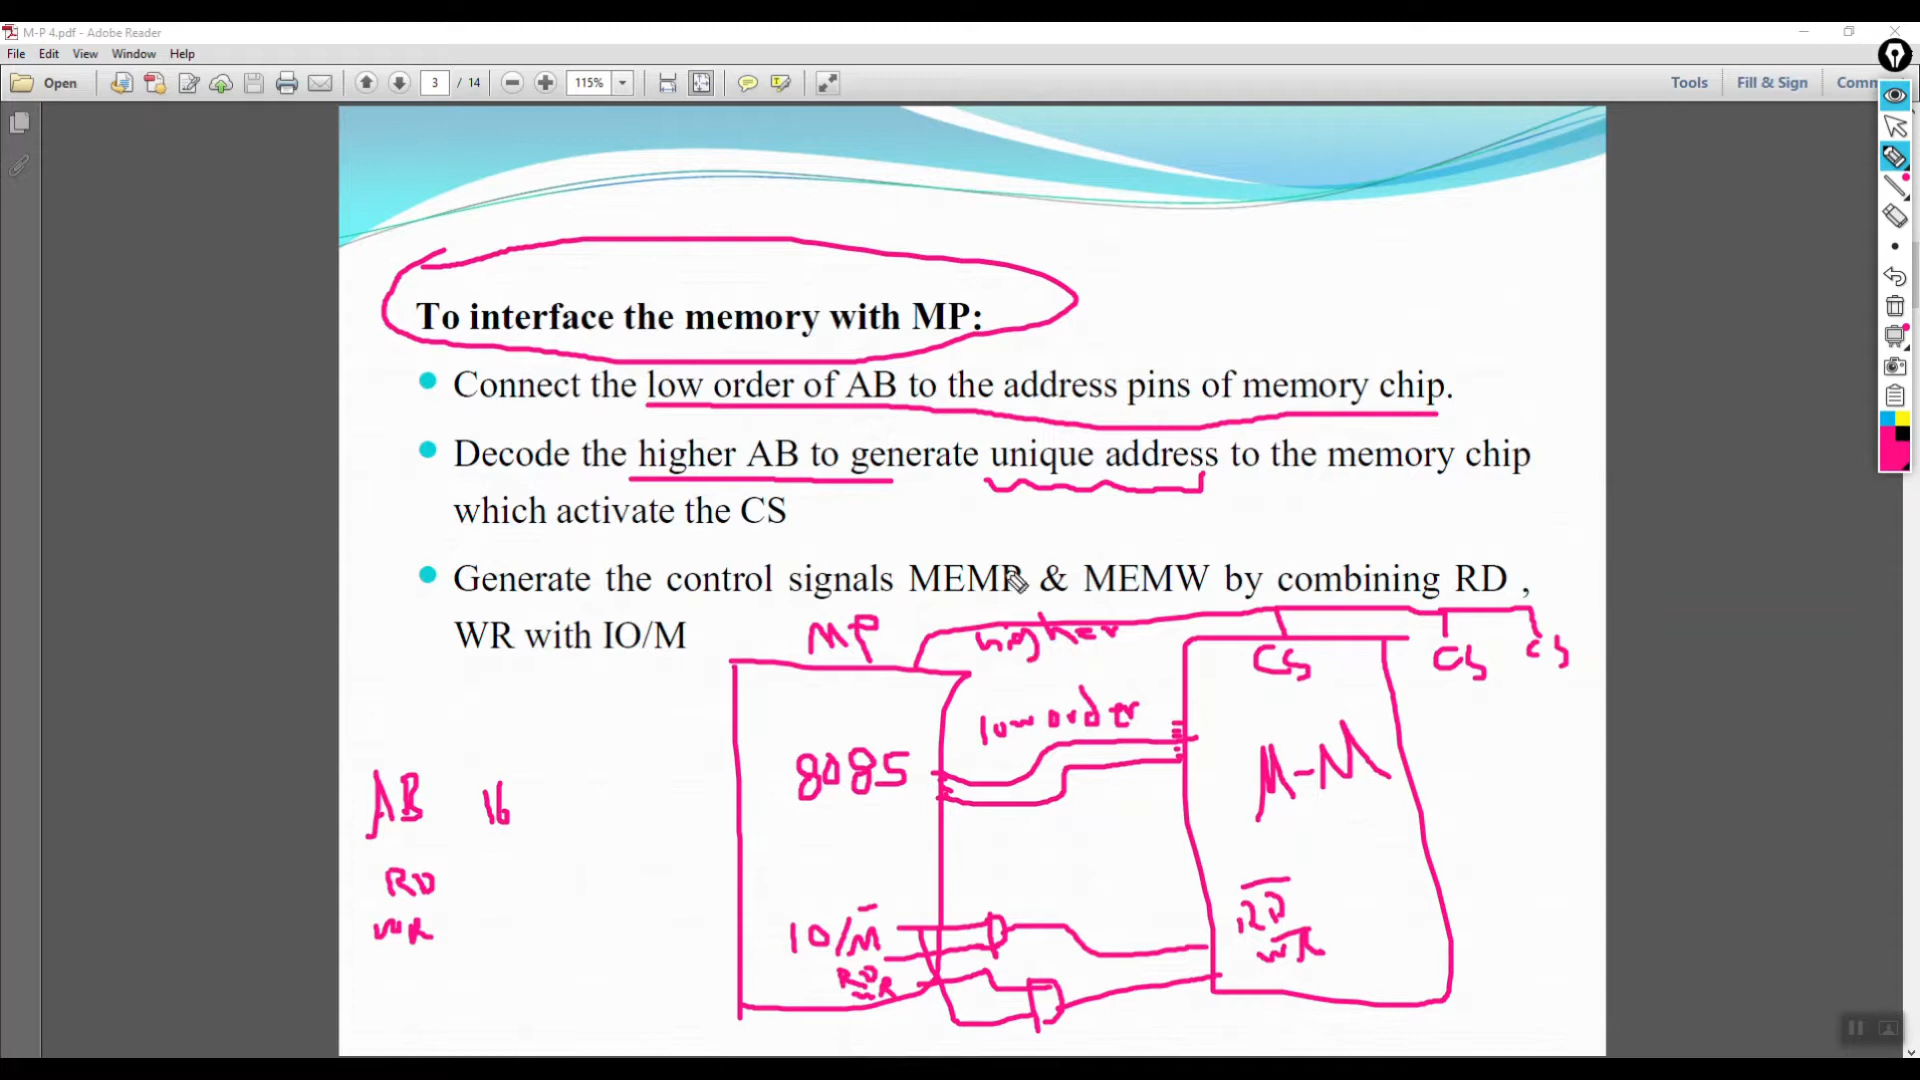 M-P 4.pdf - Adobe Reader
File Edit View Window Help
Open 3 / 14 115% Tools Fill & Sign Comm
To interface the memory with MP:
Connect the low order of AB to the address pins of memory chip.
Decode the higher AB to generate unique address to the memory chip
which activate the CS
Generate the control signals MEMR & MEMW by combining RD ,
WR with IO/M
MP higher
CS CS CS
low order
8085 M-M
AB 16
RD
WR
IO/M̅ R̅D̅
RD W̅R̅
WR